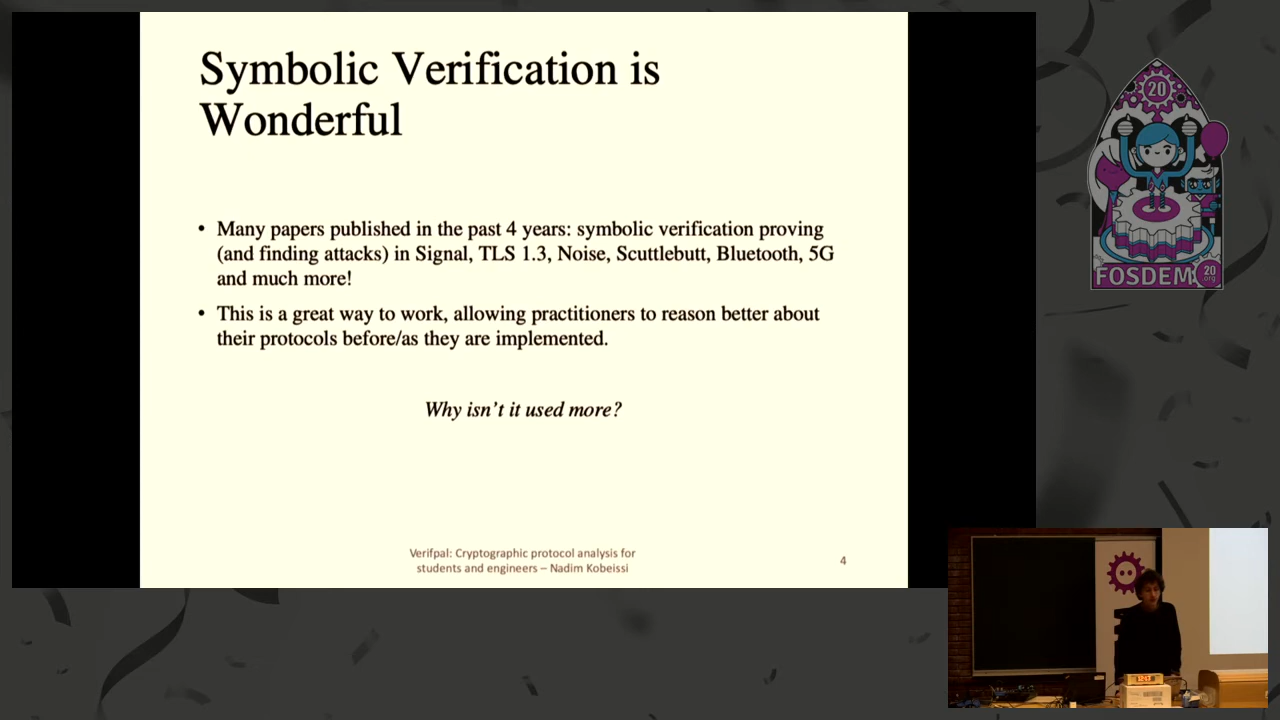 Symbolic Verification is
Wonderful
• Many papers published in the past 4 years: symbolic verification proving
(and finding attacks) in Signal, TLS 1.3, Noise, Scuttlebutt, Bluetooth, 5G
and much more!
• This is a great way to work, allowing practitioners to reason better about
their protocols before/as they are implemented.
Why isn't it used more?
Verifpal: Cryptographic protocol analysis for
students and engineers – Nadim Kobeissi
4
20
FOSDEM
20
.org